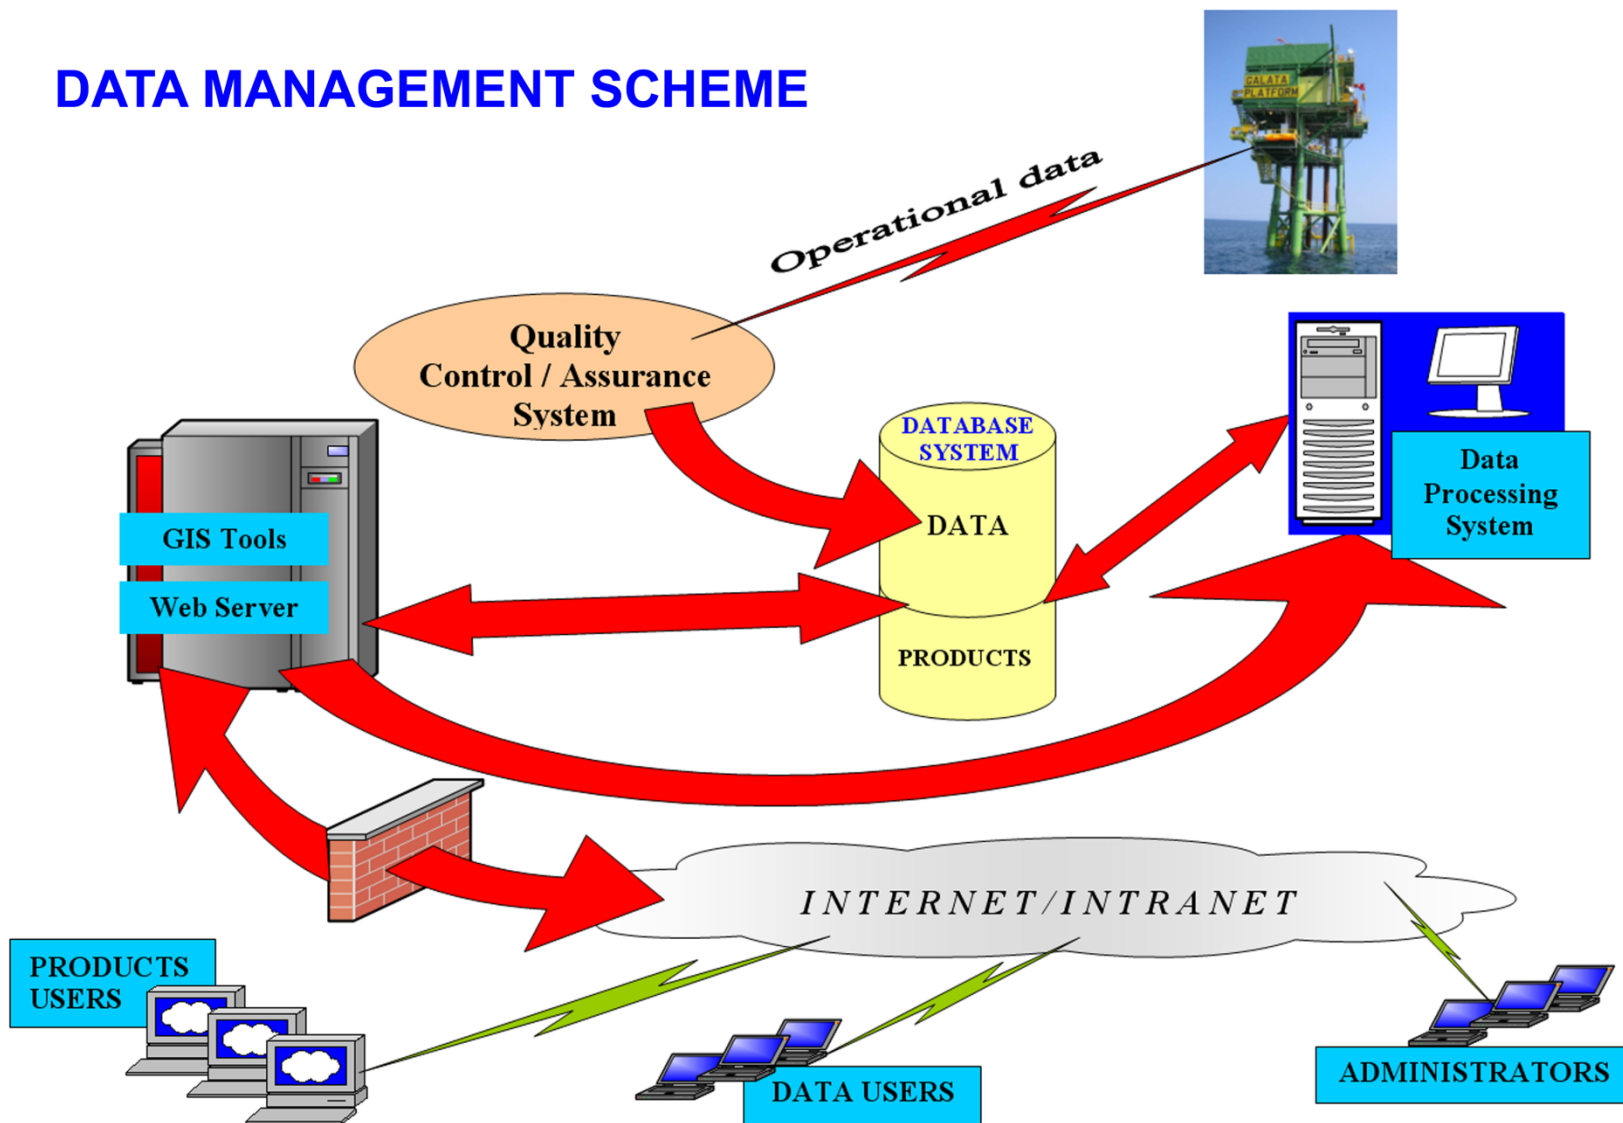 DATA MANAGEMENT SCHEME
GALATA
PLATFORM
Operational data
Quality
Control / Assurance
System
DATABASE
SYSTEM
DATA
PRODUCTS
Data
Processing
System
GIS Tools
Web Server
INTERNET/INTRANET
PRODUCTS
USERS
DATA USERS
ADMINISTRATORS